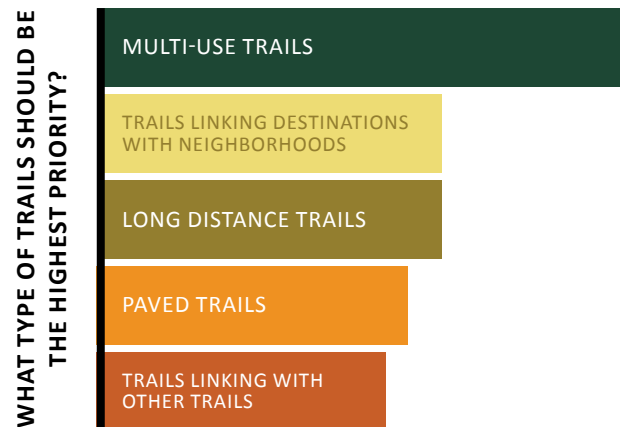 WHAT TYPE OF TRAILS SHOULD BE
THE HIGHEST PRIORITY?
MULTI-USE TRAILS
TRAILS LINKING DESTINATIONS
WITH NEIGHBORHOODS
LONG DISTANCE TRAILS
PAVED TRAILS
TRAILS LINKING WITH
OTHER TRAILS